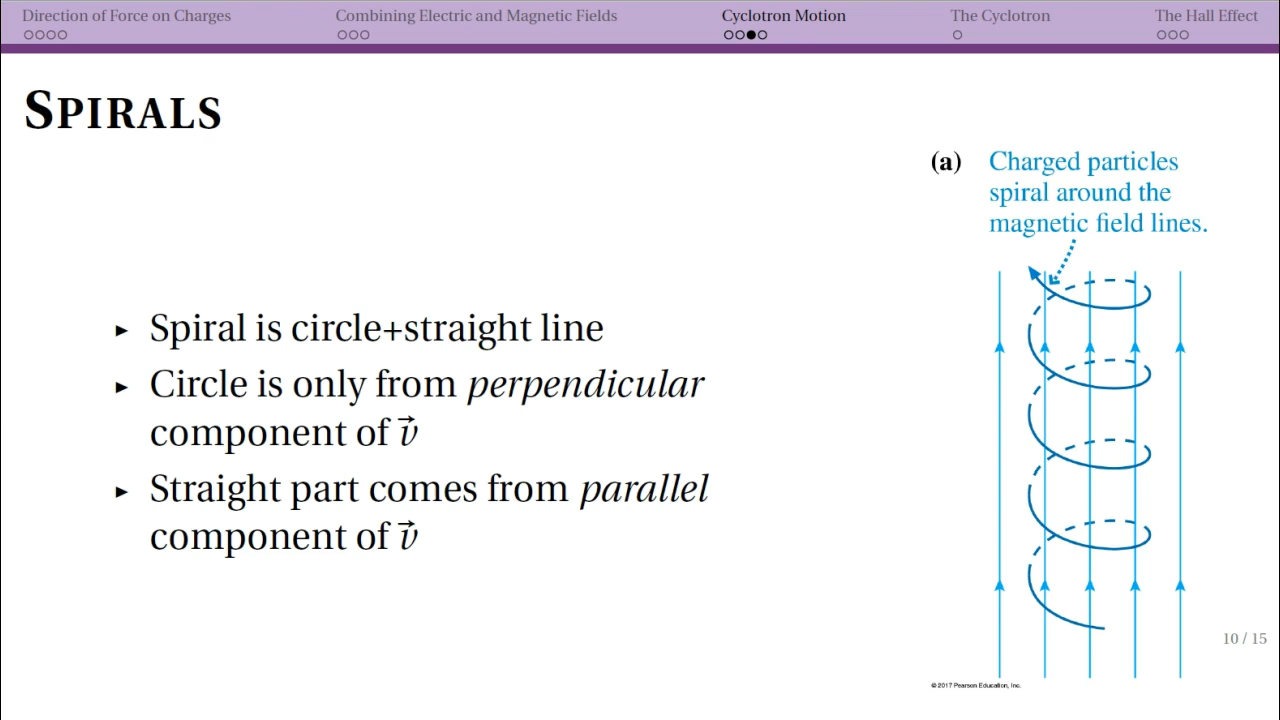 Direction of Force on Charges
Combining Electric and Magnetic Fields
Cyclotron Motion
The Cyclotron
The Hall Effect
SPIRALS
(a) Charged particles
spiral around the
magnetic field lines.
▸ Spiral is circle+straight line
▸ Circle is only from perpendicular
component of v⃗
▸ Straight part comes from parallel
component of v⃗
10 / 15
© 2017 Pearson Education, Inc.